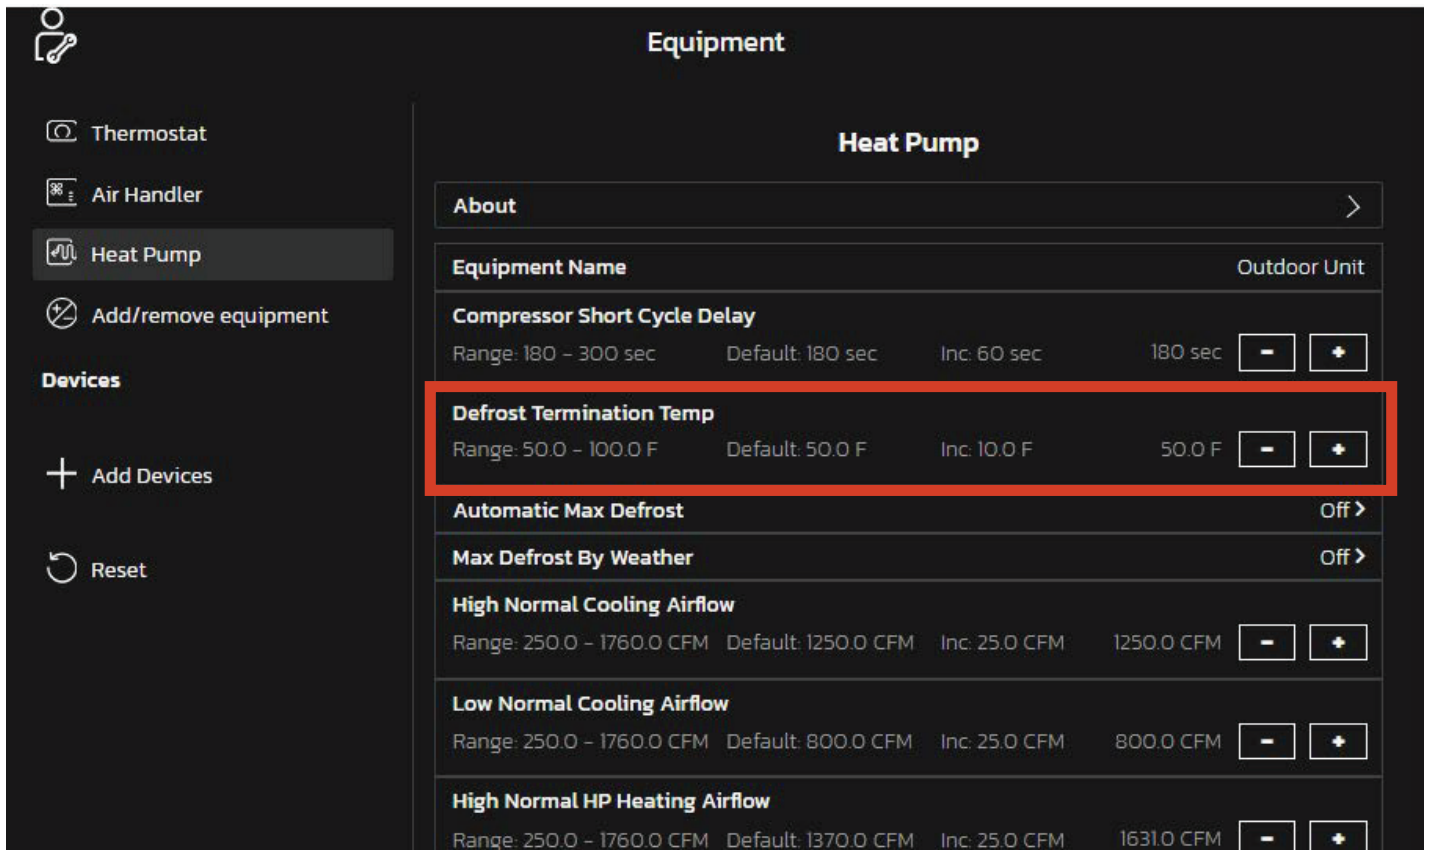 Equipment
Thermostat
Air Handler
Heat Pump
Add/remove equipment
Devices
Add Devices
Reset
Heat Pump
About
Equipment Name Outdoor Unit
Compressor Short Cycle Delay
Range: 180 - 300 sec Default: 180 sec Inc: 60 sec 180 sec - +
Defrost Termination Temp
Range: 50.0 - 100.0 F Default: 50.0 F Inc: 10.0 F 50.0 F - +
Automatic Max Defrost Off >
Max Defrost By Weather Off >
High Normal Cooling Airflow
Range: 250.0 - 1760.0 CFM Default: 1250.0 CFM Inc: 25.0 CFM 1250.0 CFM - +
Low Normal Cooling Airflow
Range: 250.0 - 1760.0 CFM Default: 800.0 CFM Inc: 25.0 CFM 800.0 CFM - +
High Normal HP Heating Airflow
Range: 250.0 - 1760.0 CFM Default: 1370.0 CFM Inc: 25.0 CFM 1631.0 CFM - +